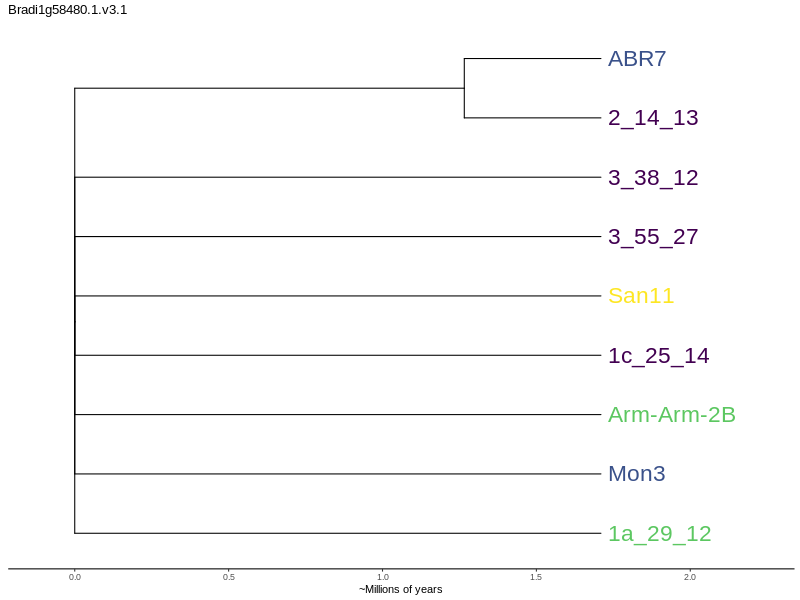 Bradi1g58480.1.v3.1
ABR7
2_14_13
3_38_12
3_55_27
San11
1c_25_14
Arm-Arm-2B
Mon3
1a_29_12
0.0 0.5 1.0 1.5 2.0
~Millions of years